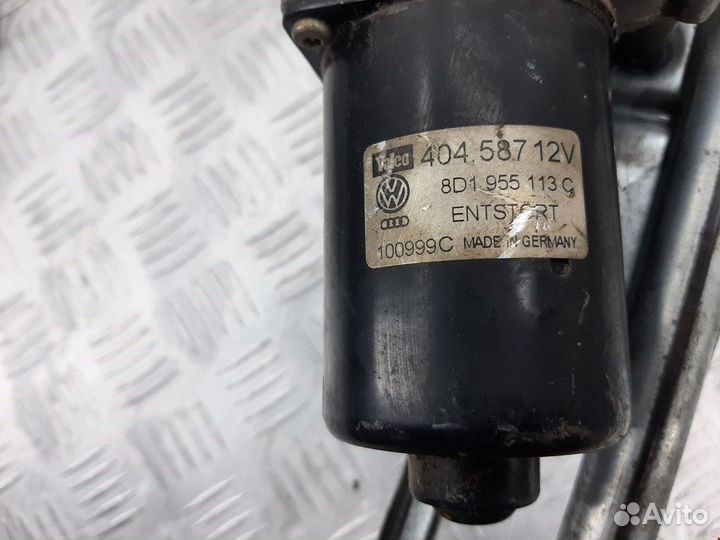 Valeo 404.587 12V
8D1 955 113 C
ENTSTÖRT
100999C MADE IN GERMANY
Avito